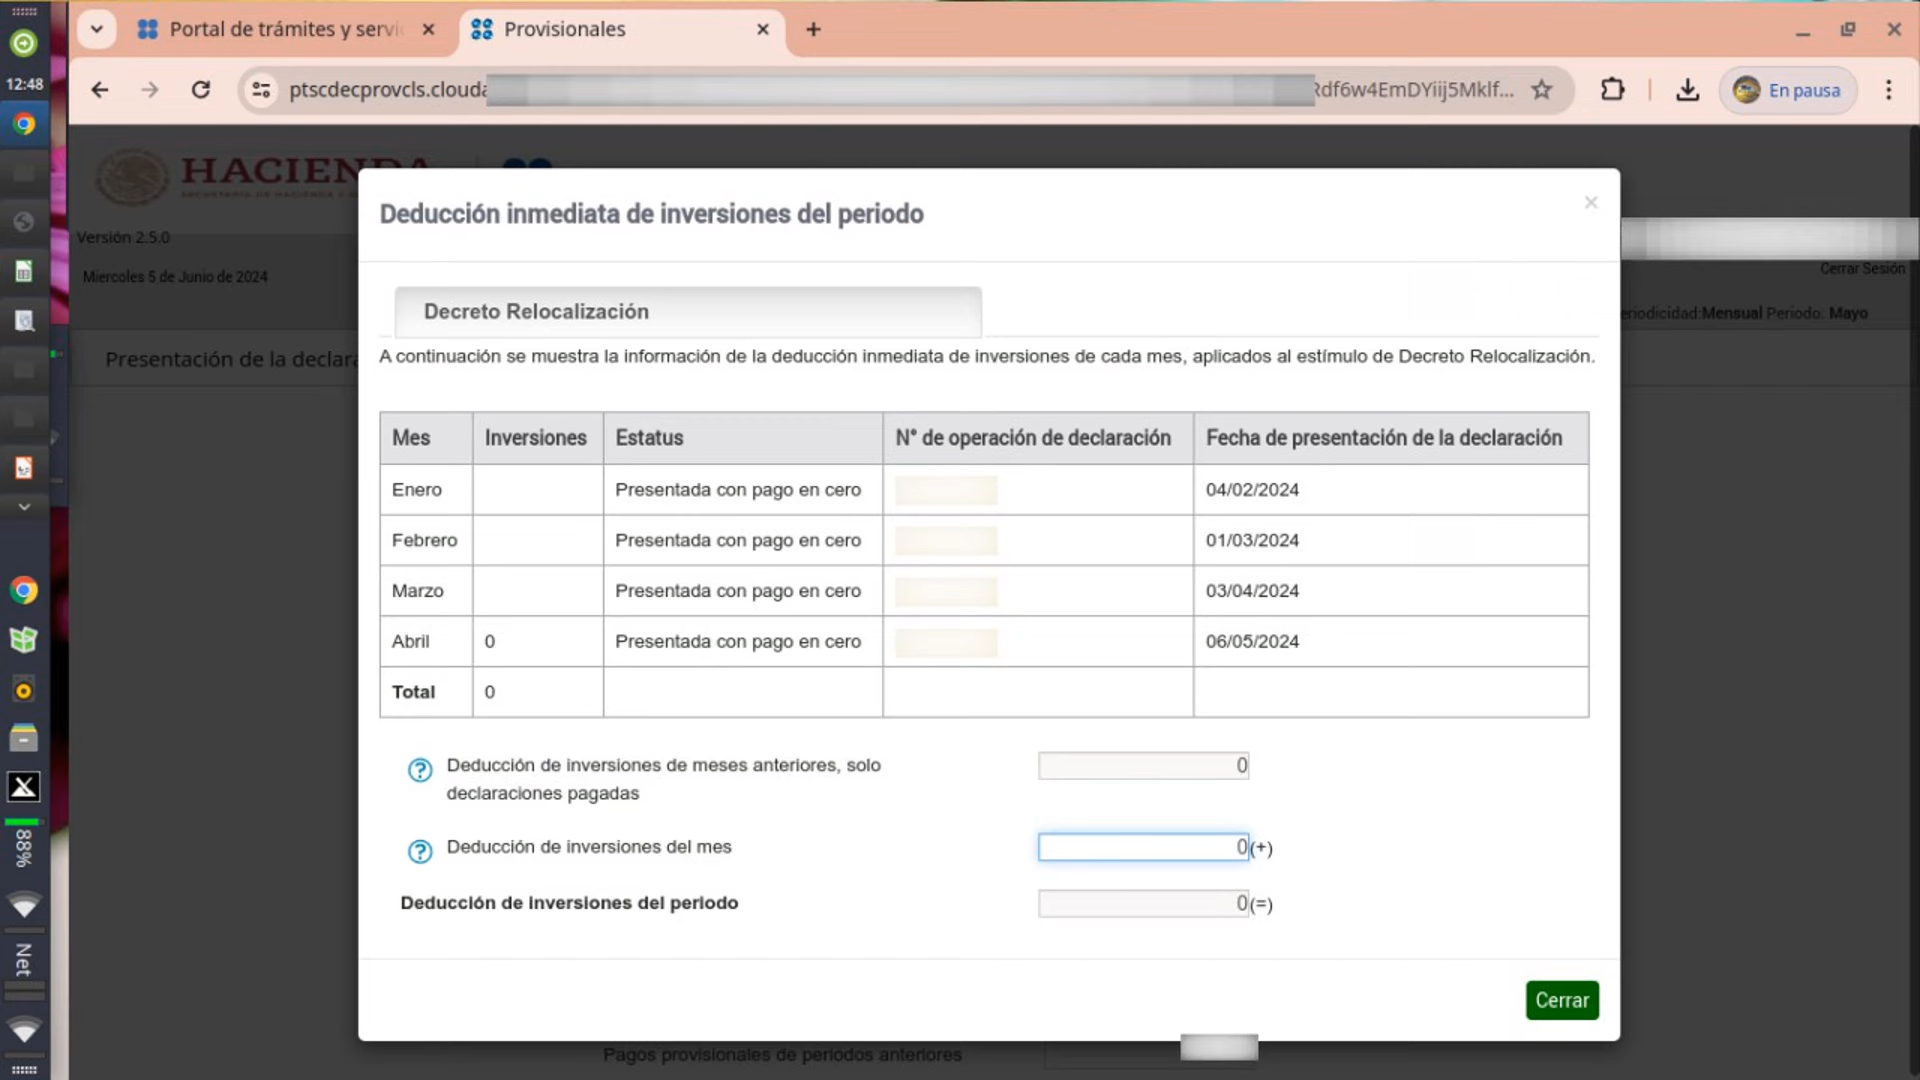 Portal de trámites y servi
Provisionales
12:48
ptscdecprovcls.clouda
Rdf6w4EmDYiij5Mklf...
En pausa
HACIENDA
Versión 2.5.0
Miercoles 5 de Junio de 2024
Cerrar Sesión
eriodicidad:Mensual Periodo: Mayo
Presentación de la declara
Deducción inmediata de inversiones del periodo
×
Decreto Relocalización
A continuación se muestra la información de la deducción inmediata de inversiones de cada mes, aplicados al estímulo de Decreto Relocalización.
Mes Inversiones Estatus N° de operación de declaración Fecha de presentación de la declaración
Enero Presentada con pago en cero 04/02/2024
Febrero Presentada con pago en cero 01/03/2024
Marzo Presentada con pago en cero 03/04/2024
Abril 0 Presentada con pago en cero 06/05/2024
Total 0
? Deducción de inversiones de meses anteriores, solo 0
declaraciones pagadas
? Deducción de inversiones del mes 0 (+)
Deducción de inversiones del periodo 0 (=)
Cerrar
Pagos provisionales de periodos anteriores
88%
Net